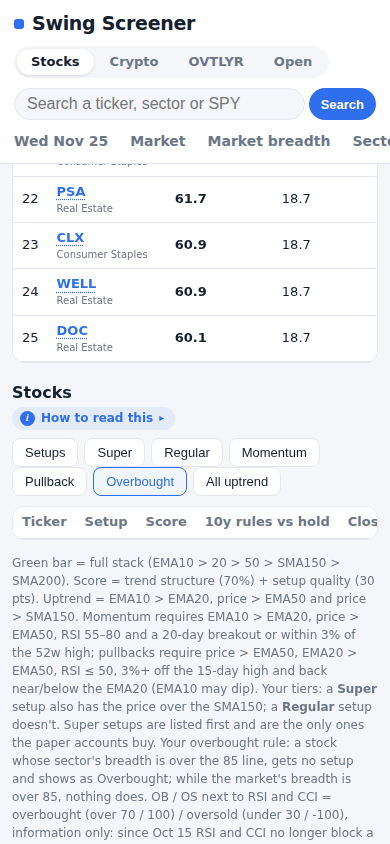 Swing Screener
Stocks Crypto OVTLYR Open
Search a ticker, sector or SPY Search
Wed Nov 25 Market Market breadth Secto
Consumer Staples
22 PSA 61.7 18.7
Real Estate
23 CLX 60.9 18.7
Consumer Staples
24 WELL 60.9 18.7
Real Estate
25 DOC 60.1 18.7
Real Estate
Stocks
i How to read this ▸
Setups Super Regular Momentum
Pullback Overbought All uptrend
Ticker Setup Score 10y rules vs hold Clos
Green bar = full stack (EMA10 > 20 > 50 > SMA150 >
SMA200). Score = trend structure (70%) + setup quality (30
pts). Uptrend = EMA10 > EMA20, price > EMA50 and price
> SMA150. Momentum requires EMA10 > EMA20, price >
EMA50, RSI 55–80 and a 20-day breakout or within 3% of
the 52w high; pullbacks require price > EMA50, EMA20 >
EMA50, RSI ≤ 50, 3%+ off the 15-day high and back
near/below the EMA20 (EMA10 may dip). Your tiers: a Super
setup also has the price over the SMA150; a Regular setup
doesn't. Super setups are listed first and are the only ones
the paper accounts buy. Your overbought rule: a stock
whose sector's breadth is over the 85 line, gets no setup
and shows as Overbought; while the market's breadth is
over 85, nothing does. OB / OS next to RSI and CCI =
overbought (over 70 / 100) / oversold (under 30 / -100),
information only: since Oct 15 RSI and CCI no longer block a